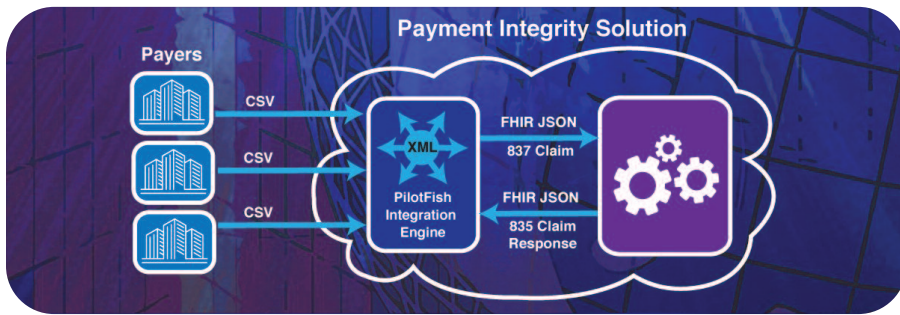 Payment Integrity Solution
Payers
CSV
CSV
CSV
XML
PilotFish
Integration
Engine
FHIR JSON
837 Claim
FHIR JSON
835 Claim
Response